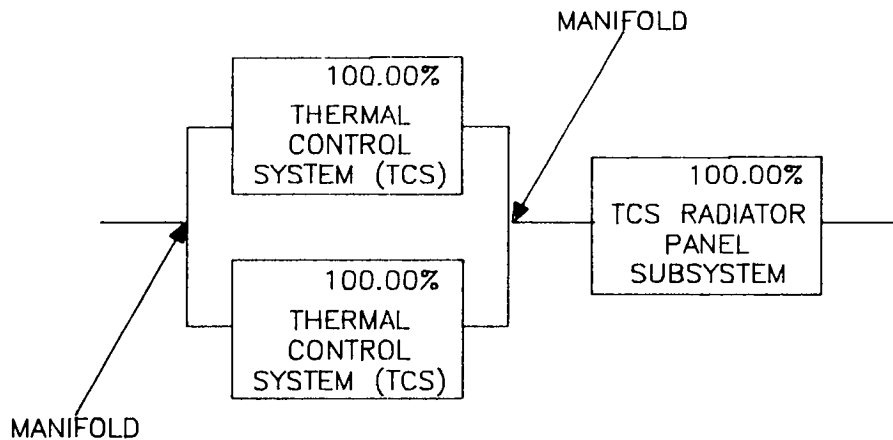 MANIFOLD
100.00%
THERMAL
CONTROL
SYSTEM (TCS)
100.00%
TCS RADIATOR
PANEL
SUBSYSTEM
100.00%
THERMAL
CONTROL
SYSTEM (TCS)
MANIFOLD